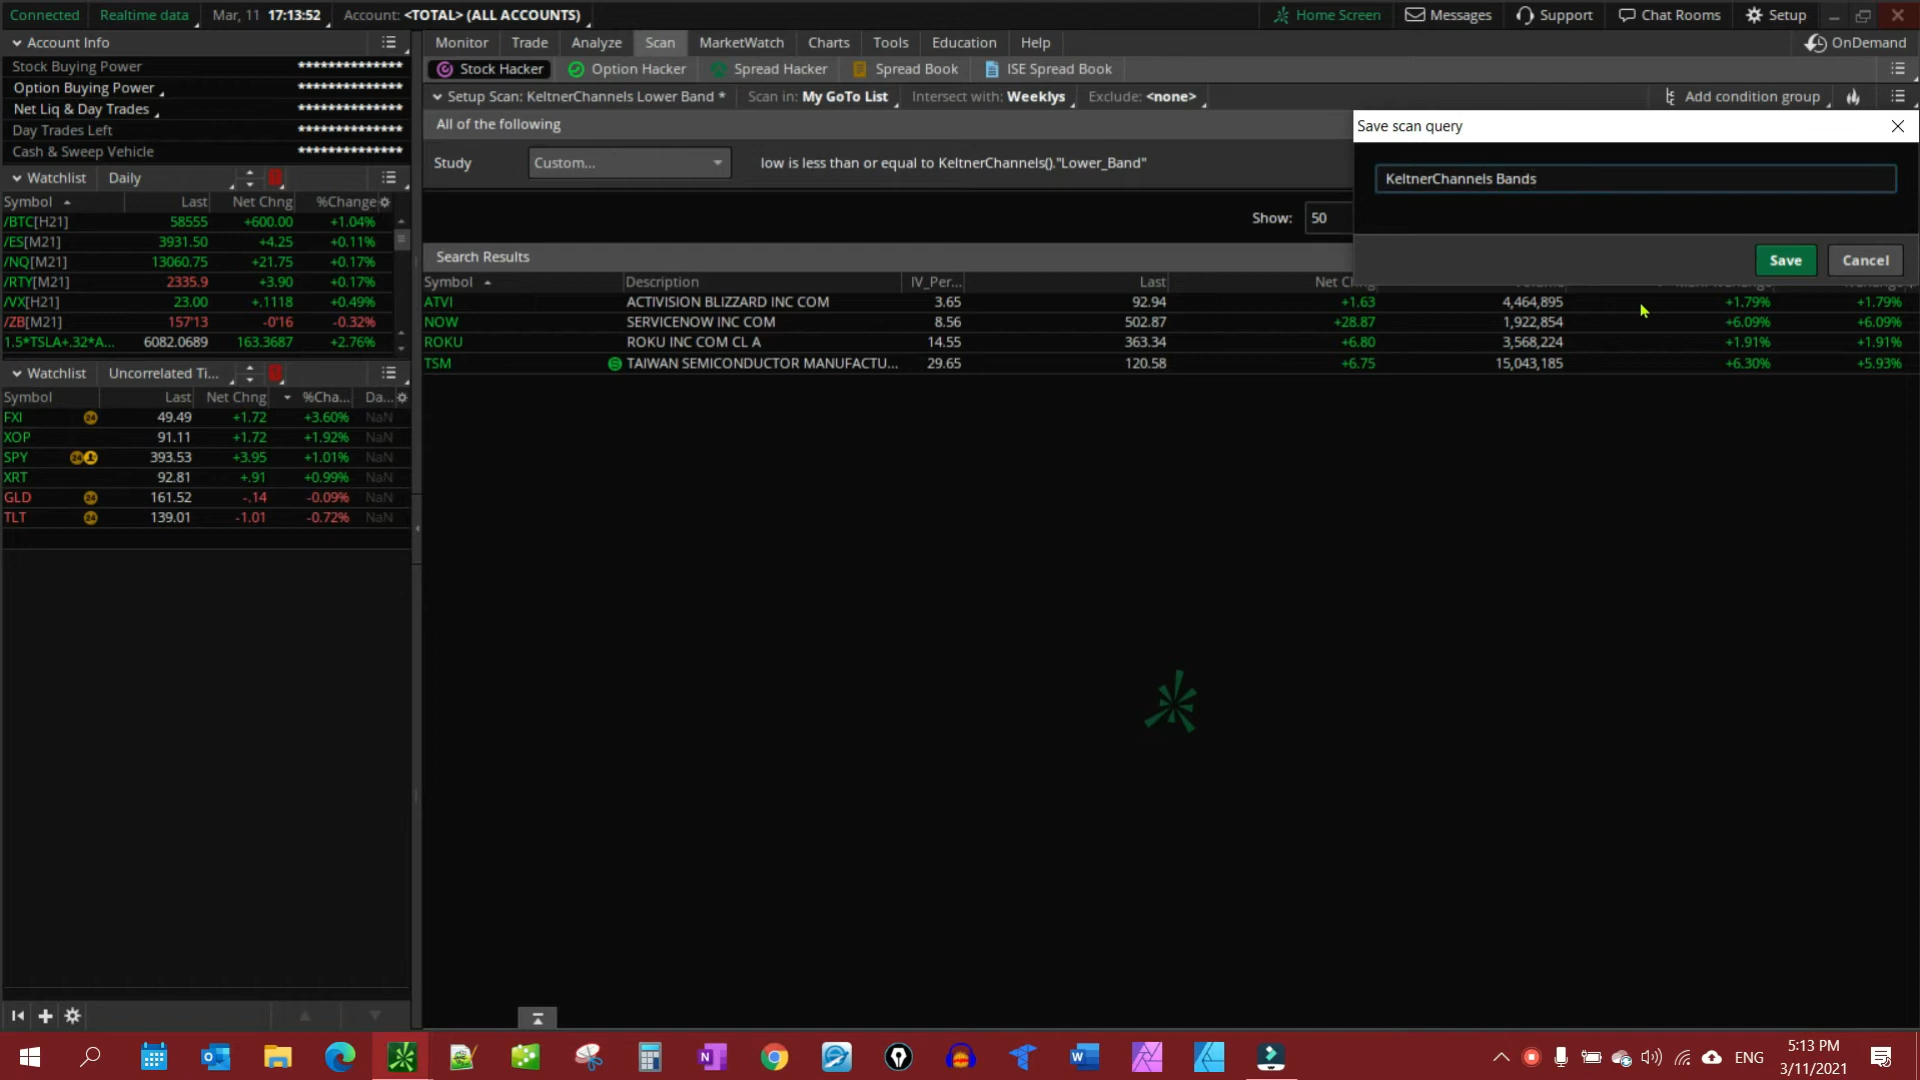 Connected Realtime data Mar, 11 17:13:52 Account: <TOTAL> (ALL ACCOUNTS) Home Screen Messages Support Chat Rooms Setup
Account Info Monitor Trade Analyze Scan MarketWatch Charts Tools Education Help OnDemand
Stock Buying Power ************** Stock Hacker Option Hacker Spread Hacker Spread Book ISE Spread Book
Option Buying Power **************
Net Liq & Day Trades **************
Day Trades Left **************
Cash & Sweep Vehicle **************
Setup Scan: KeltnerChannels Lower Band * Scan in: My GoTo List Intersect with: Weeklys Exclude: <none> Add condition group
All of the following
Study Custom... low is less than or equal to KeltnerChannels()."Lower_Band"
Show: 50
Save scan query
KeltnerChannels Bands
Save Cancel
Watchlist Daily
Symbol Last Net Chng %Change
/BTC[H21] 58555 +600.00 +1.04%
/ES[M21] 3931.50 +4.25 +0.11%
/NQ[M21] 13060.75 +21.75 +0.17%
/RTY[M21] 2335.9 +3.90 +0.17%
/VX[H21] 23.00 +.1118 +0.49%
/ZB[M21] 157'13 -0'16 -0.32%
1.5*TSLA+.32*A... 6082.0689 163.3687 +2.76%
Search Results
Symbol Description IV_Per... Last
ATVI ACTIVISION BLIZZARD INC COM 3.65 92.94 +1.63 4,464,895 +1.79% +1.79%
NOW SERVICENOW INC COM 8.56 502.87 +28.87 1,922,854 +6.09% +6.09%
ROKU ROKU INC COM CL A 14.55 363.34 +6.80 3,568,224 +1.91% +1.91%
TSM TAIWAN SEMICONDUCTOR MANUFACTU... 29.65 120.58 +6.75 15,043,185 +6.30% +5.93%
Watchlist Uncorrelated Ti...
Symbol Last Net Chng %Cha... Da...
FXI 49.49 +1.72 +3.60% NaN
XOP 91.11 +1.72 +1.92% NaN
SPY 393.53 +3.95 +1.01% NaN
XRT 92.81 +.91 +0.99% NaN
GLD 161.52 -.14 -0.09% NaN
TLT 139.01 -1.01 -0.72% NaN
ENG
5:13 PM
3/11/2021